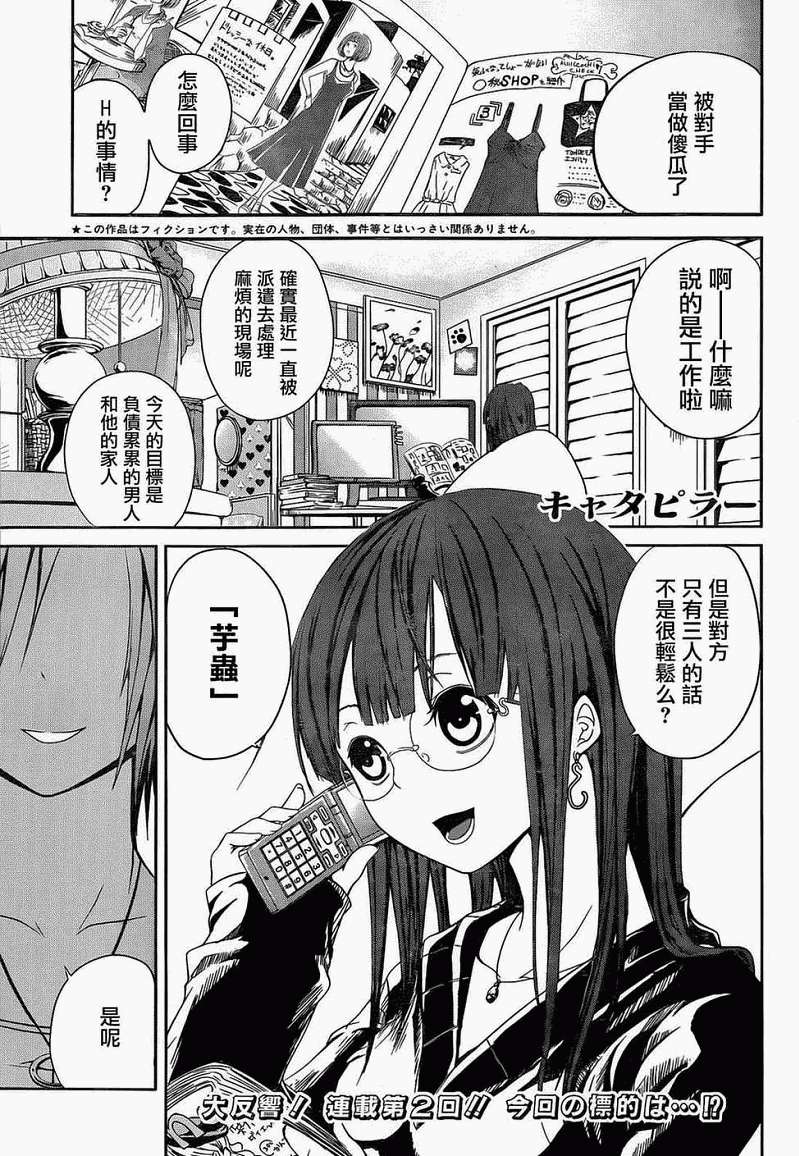 被對手
當做傻瓜了
怎麼回事
H的事情?
SHOP
CHECK
★この作品はフィクションです。実在の人物、団体、事件等とはいっさい関係ありません。
啊—什麼嘛
說的是工作啦
確實最近一直被
派遣去處理
麻煩的現場呢
今天的目標是
負債累累的男人
和他的家人
キャタピラー
但是對方
只有三人的話
不是很輕鬆么?
「芋蟲」
是呢
大反響! 連載第2回!! 今回の標的は…!?